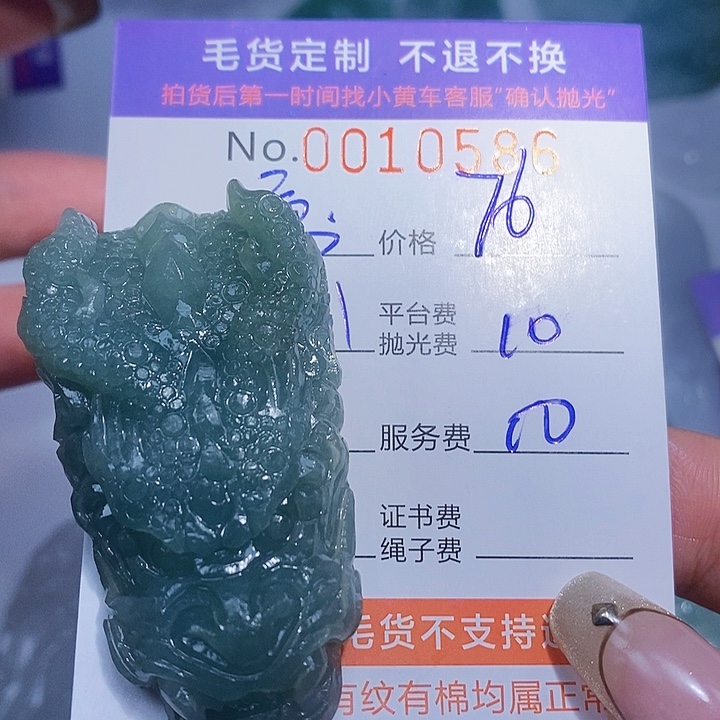 毛货定制 不退不换
拍货后第一时间找小黄车客服"确认抛光"
No.0010586
价格 76
平台费
抛光费 10
服务费 10
证书费
绳子费
毛货不支持
有纹有棉均属正常